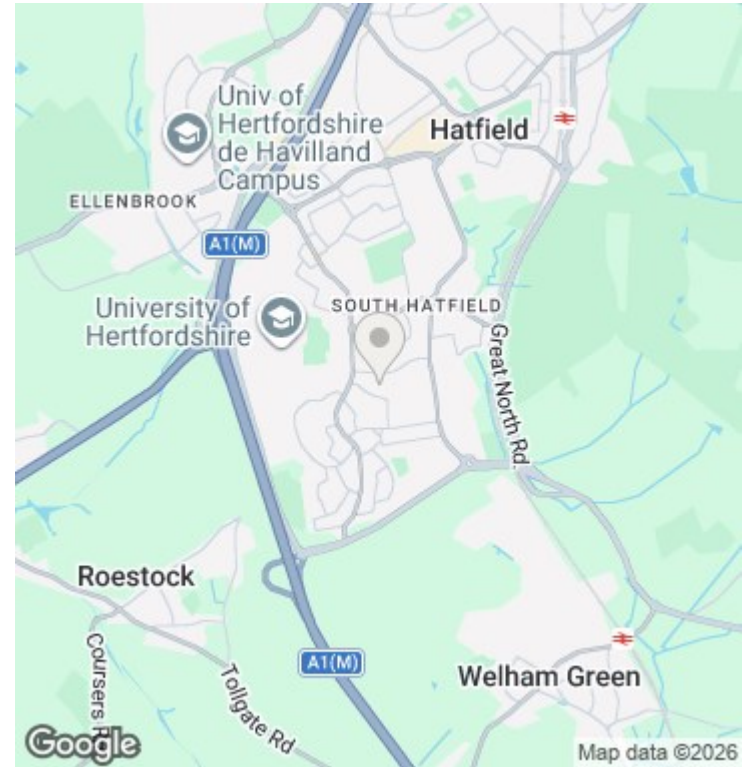 Univ of
Hertfordshire
de Havilland
Campus
Hatfield
ELLENBROOK
A1(M)
University of
Hertfordshire
SOUTH HATFIELD
Great North Rd
Roestock
Coursers Rd
Tollgate Rd
A1(M)
Welham Green
Google
Map data ©2026